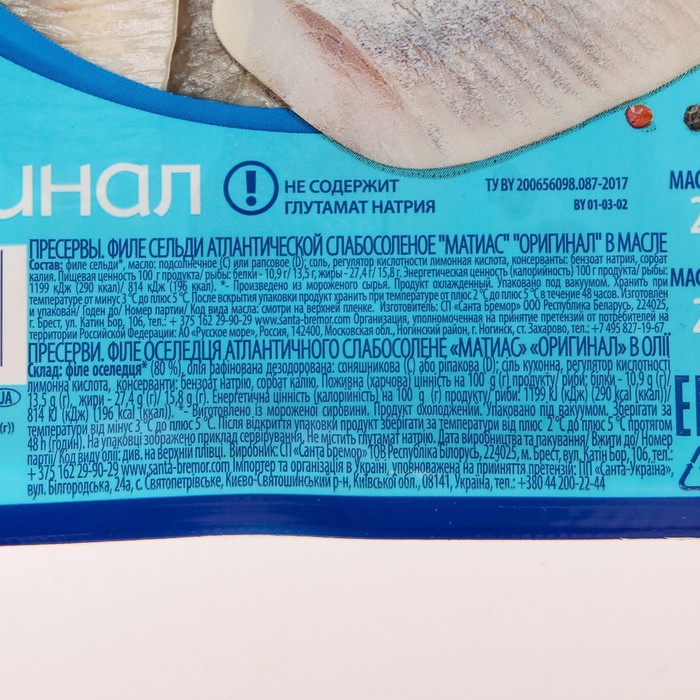 инал
НЕ СОДЕРЖИТ
ГЛУТАМАТ НАТРИЯ
ТУ BY 200656098.087-2017
BY 01-03-02
МАС
2
МАС
2
ПРЕСЕРВЫ. ФИЛЕ СЕЛЬДИ АТЛАНТИЧЕСКОЙ СЛАБОСОЛЕНОЕ "МАТИАС" "ОРИГИНАЛ" В МАСЛЕ
Состав: филе сельди*, масло: подсолнечное (С) или рапсовое (D); соль, регулятор кислотности лимонная кислота, консерванты: бензоат натрия, сорбат
калия. Пищевая ценность 100 г продукта/ рыбы: белки - 10,9 г/ 13,5 г, жиры - 27,4 г/ 15,8 г. Энергетическая ценность (калорийность) 100 г продукта/ рыбы:
1199 кДж (290 ккал)/ 814 кДж (196 ккал). *- Произведено из мороженого сырья. Продукт охлажденный. Упаковано под вакуумом. Хранить при
температуре от минус 3 °С до плюс 5 °С. После вскрытия упаковки продукт хранить при температуре от плюс 2 °С до плюс 5 °С в течение 48 часов. Изготовлен
и упакован/ Годен до/ Номер партии/ Код вида масла: смотри на верхней пленке. Изготовитель: СП «Санта Бремор» ООО Республика Беларусь, 224025,
г. Брест, ул. Катин Бор, 106, тел.: + 375 162 29-90-29 www.santa-bremor.com Организация, уполномоченная на принятие претензий от потребителей на
территории Российской Федерации: АО «Русское море», Россия, 142400, Московская обл., Ногинский район, г. Ногинск, ст. Захарово, тел.: +7 495 827-19-67
ПРЕСЕРВИ. ФІЛЕ ОСЕЛЕДЦЯ АТЛАНТИЧНОГО СЛАБОСОЛЕНЕ «МАТИАС» «ОРИГИНАЛ» В ОЛІЇ
Склад: філе оселедця* (80 %), олія рафінована дезодорована: соняшникова (С) або ріпакова (D); сіль кухонна, регулятор кислотності
лимонна кислота, консерванти: бензоат натрію, сорбат калію. Поживна (харчова) цінність на 100 g (г) продукту/ риби: білки - 10,9 g (г)/
13,5 g (г), жири - 27,4 g (г)/ 15,8 g (г). Енергетична цінність (калорійність) на 100 g (г) продукту/ риби: 1199 kJ (кДж) (290 kcal (ккал))/
814 kJ (кДж) (196 kcal (ккал)). *- Виготовлено із мороженої сировини. Продукт охолоджений. Упаковано під вакуумом. Зберігати за
температури від мінус 3°С до плюс 5 °С. Після відкриття упаковки продукт зберігати за температури від плюс 2 °С до плюс 5 °С протягом
48 h (годин). На упаковці зображено приклад сервірування. Не містить глутамат натрію. Дата виробництва та пакування/ Вжити до/ Номер
партії/ Код виду олії: див. на верхній плівці. Виробник: СП «Санта Бремор» ТОВ Республіка Білорусь, 224025, м. Брест, вул. Катін Бор, 106, тел.:
+ 375 162 29-90-29 www.santa-bremor.com. Імпортер та організація в Україні, уповноважена на прийняття претензій: ПП «Санта-Україна»,
вул. Білгородська, 24а, с. Святопетрівське, Києво-Святошинський р-н, Київської обл., 08141, Україна, тел.: +380 44 200-22-44
UA
(г))